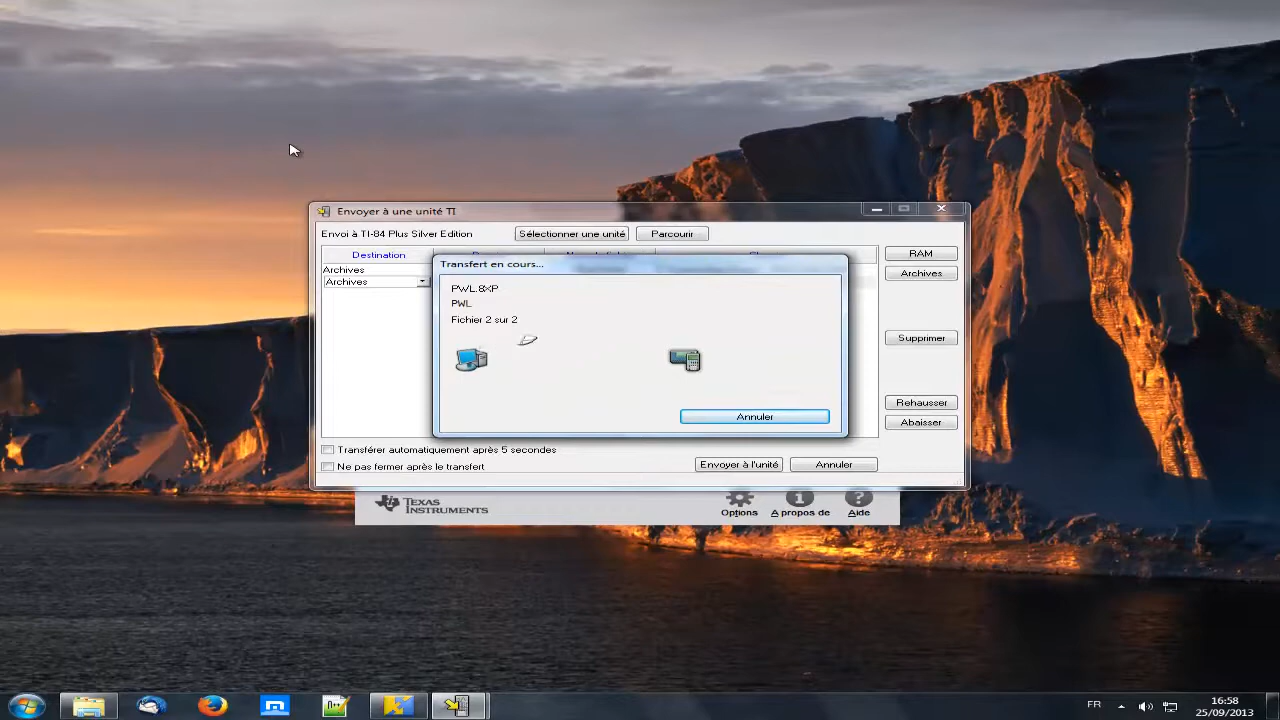 Envoyer à une unité TI
Envoi à TI-84 Plus Silver Edition
Sélectionner une unité
Parcourir
RAM
Destination
Archives
Transfert en cours...
Archives
Archives
PWL.8XP
PWL
Fichier 2 sur 2
Supprimer
Annuler
Rehausser
Abaisser
Transférer automatiquement après 5 secondes
Ne pas fermer après le transfert
Envoyer à l'unité
Annuler
TEXAS INSTRUMENTS
Options
A propos de
Aide
FR
16:58
25/09/2013